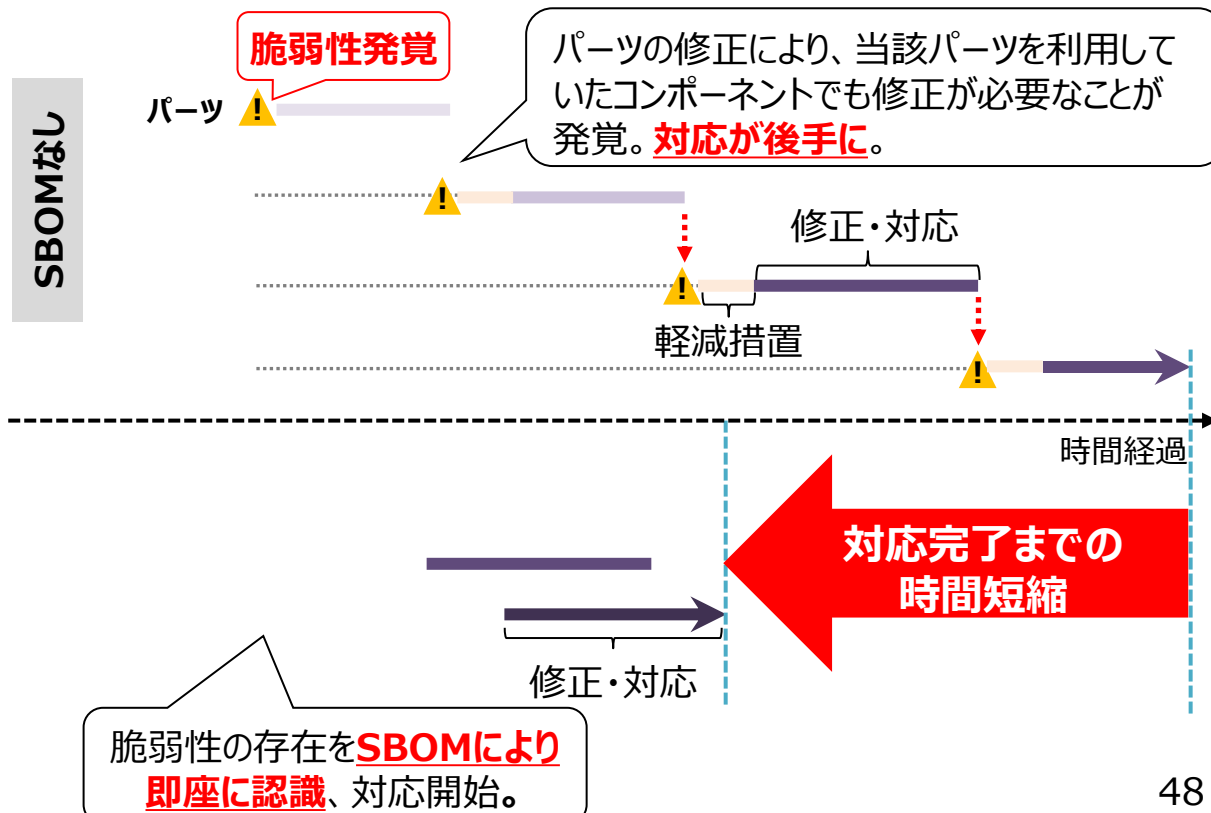 脆弱性発覚
パーツの修正により、当該パーツを利用して
いたコンポーネントでも修正が必要なことが
発覚。対応が後手に。
SBOMなし
パーツ
!
!
修正・対応
!
軽減措置
!
時間経過
対応完了までの
時間短縮
修正・対応
脆弱性の存在をSBOMにより
即座に認識、対応開始。
48